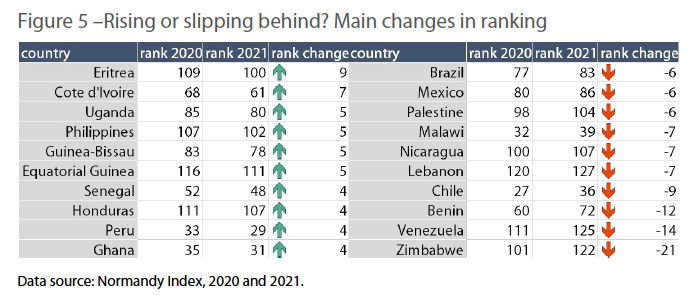 Figure 5 –Rising or slipping behind? Main changes in ranking
country rank 2020 rank 2021 rank change country rank 2020 rank 2021 rank change
Eritrea 109 100 9 Brazil 77 83 -6
Cote d'Ivoire 68 61 7 Mexico 80 86 -6
Uganda 85 80 5 Palestine 98 104 -6
Philippines 107 102 5 Malawi 32 39 -7
Guinea-Bissau 83 78 5 Nicaragua 100 107 -7
Equatorial Guinea 116 111 5 Lebanon 120 127 -7
Senegal 52 48 4 Chile 27 36 -9
Honduras 111 107 4 Benin 60 72 -12
Peru 33 29 4 Venezuela 111 125 -14
Ghana 35 31 4 Zimbabwe 101 122 -21
Data source: Normandy Index, 2020 and 2021.